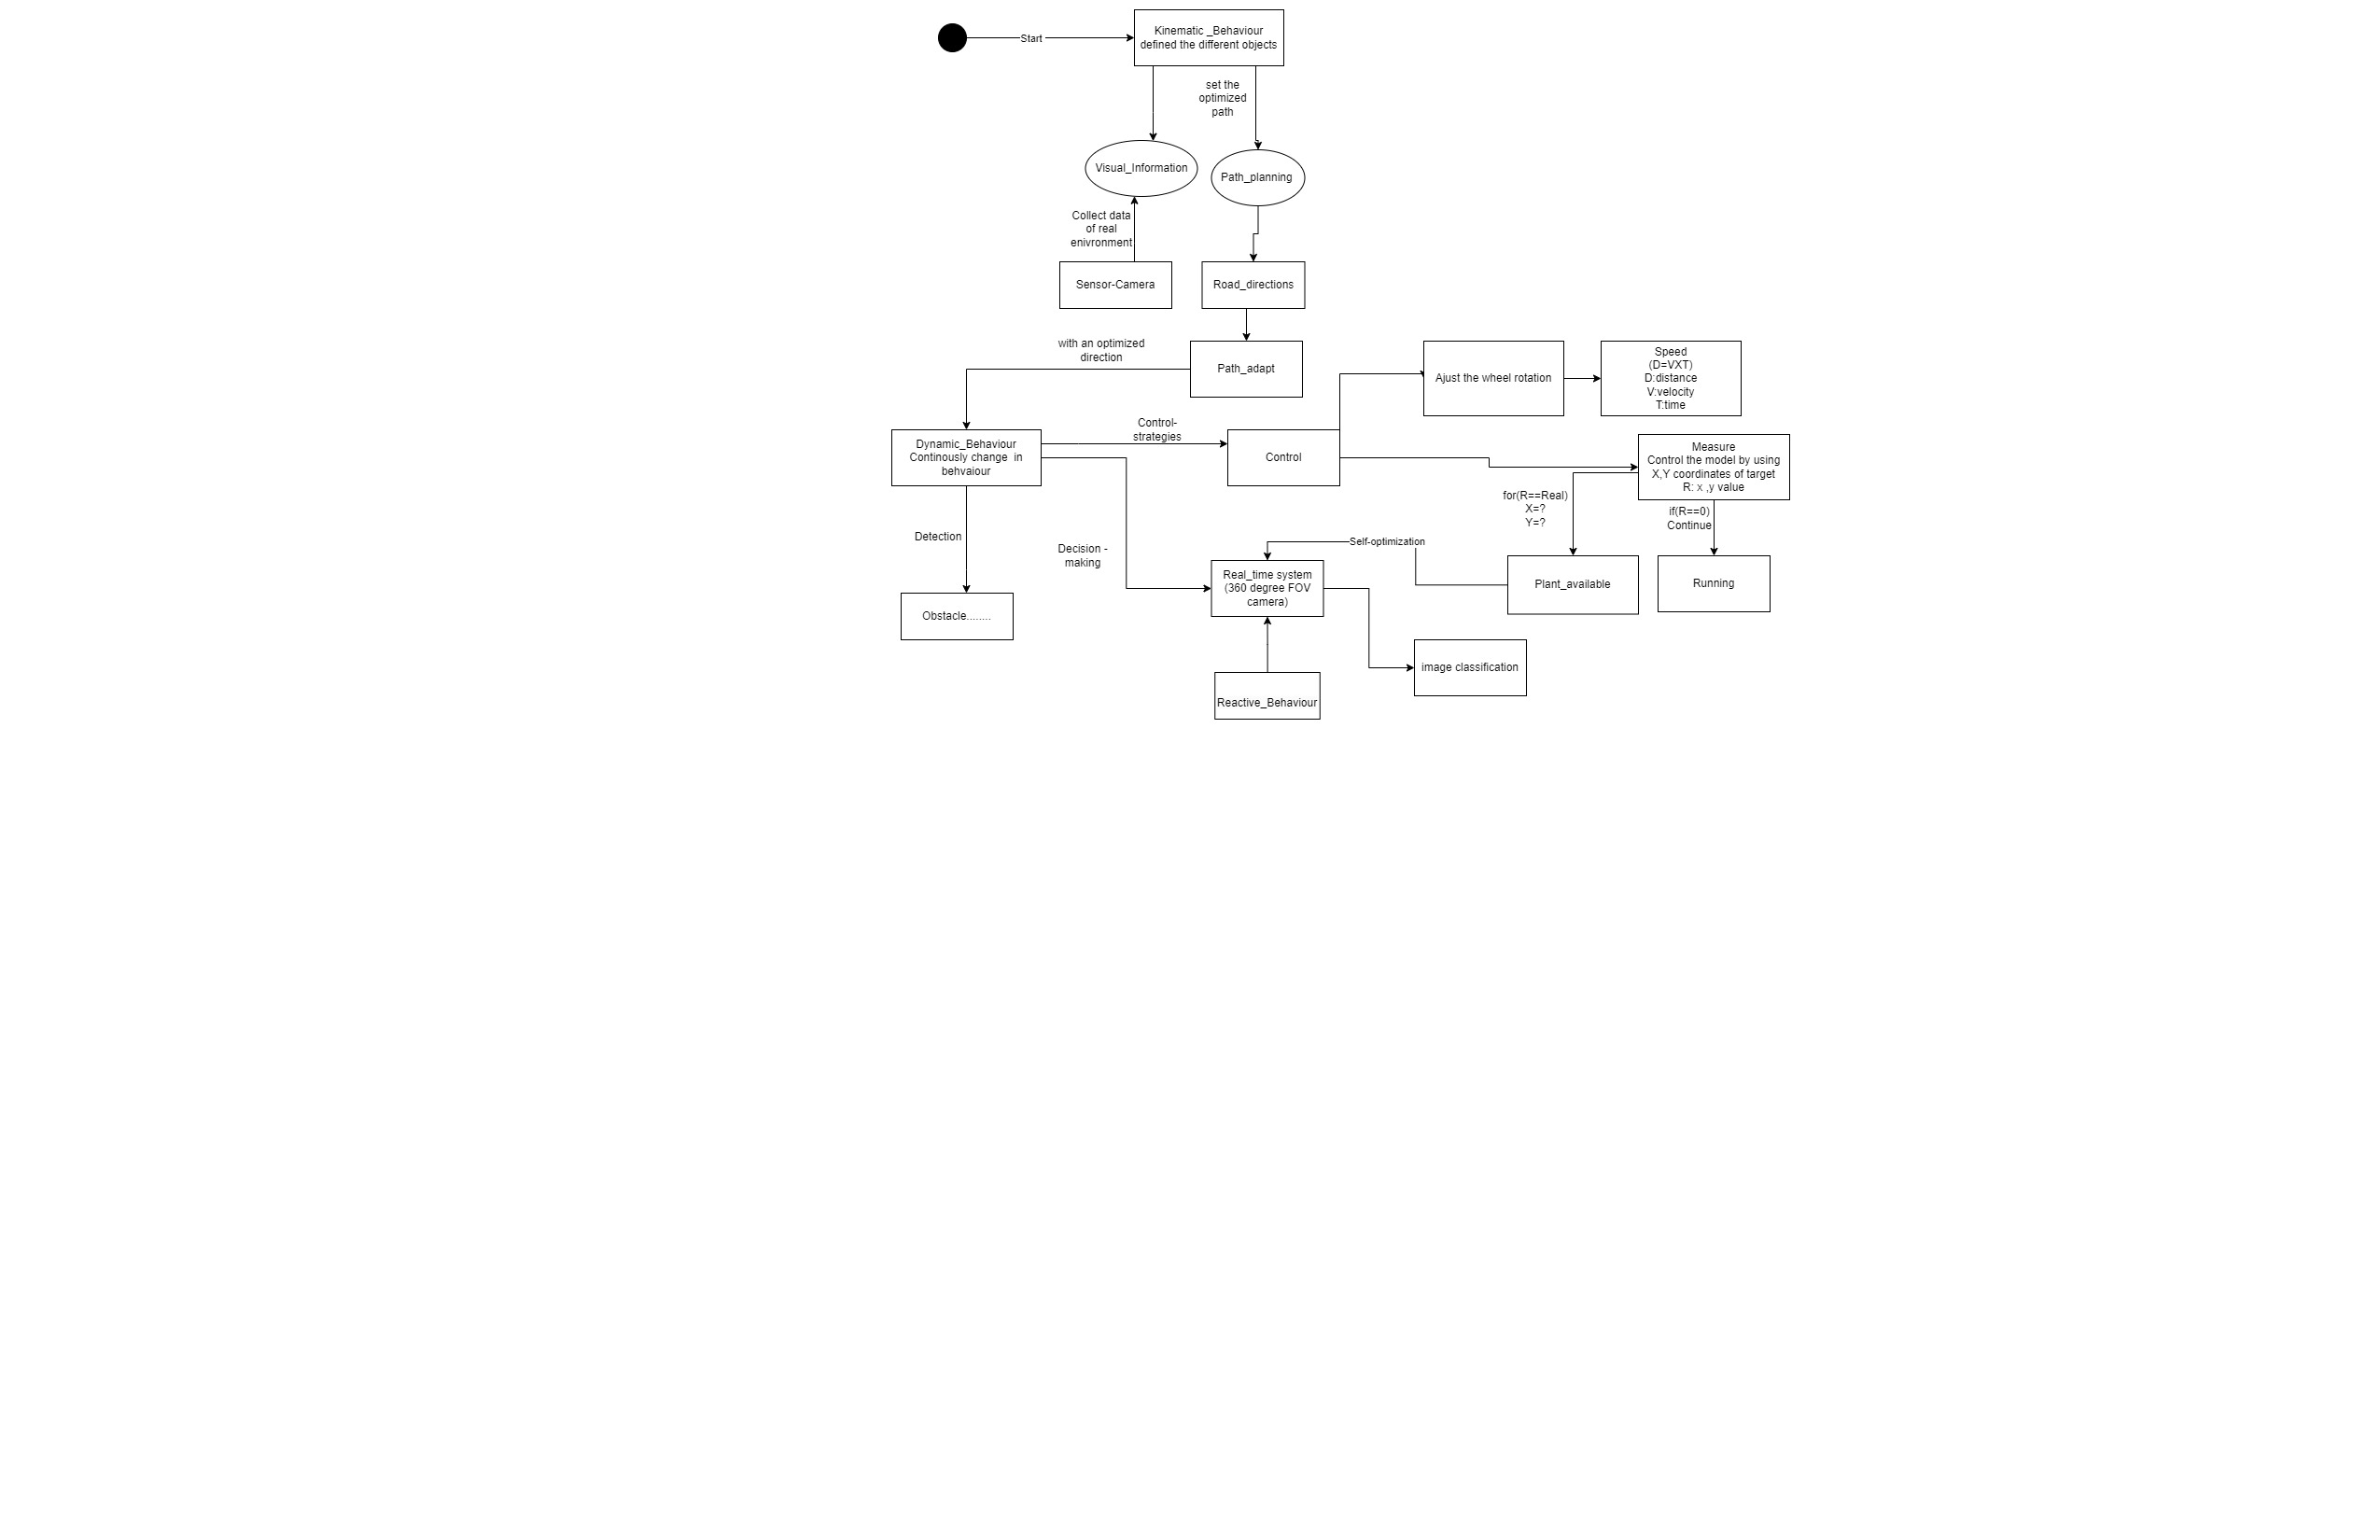 Start
Kinematic _Behaviour
defined the different objects
set the
optimized
path
Visual_Information
Path_planning
Collect data
of real
enivronment
Sensor-Camera
Road_directions
with an optimized
direction
Path_adapt
Ajust the wheel rotation
Speed
(D=VXT)
D:distance
V:velocity
T:time
Dynamic_Behaviour
Continously change  in
behvaiour
Control-
strategies
Control
Measure
Control the model by using
X,Y coordinates of target
R: x ,y value
for(R==Real)
X=?
Y=?
if(R==0)
Continue
Detection
Decision -
making
Self-optimization
Real_time system
(360 degree FOV
camera)
Plant_available
Running
Obstacle........
image classification
Reactive_Behaviour